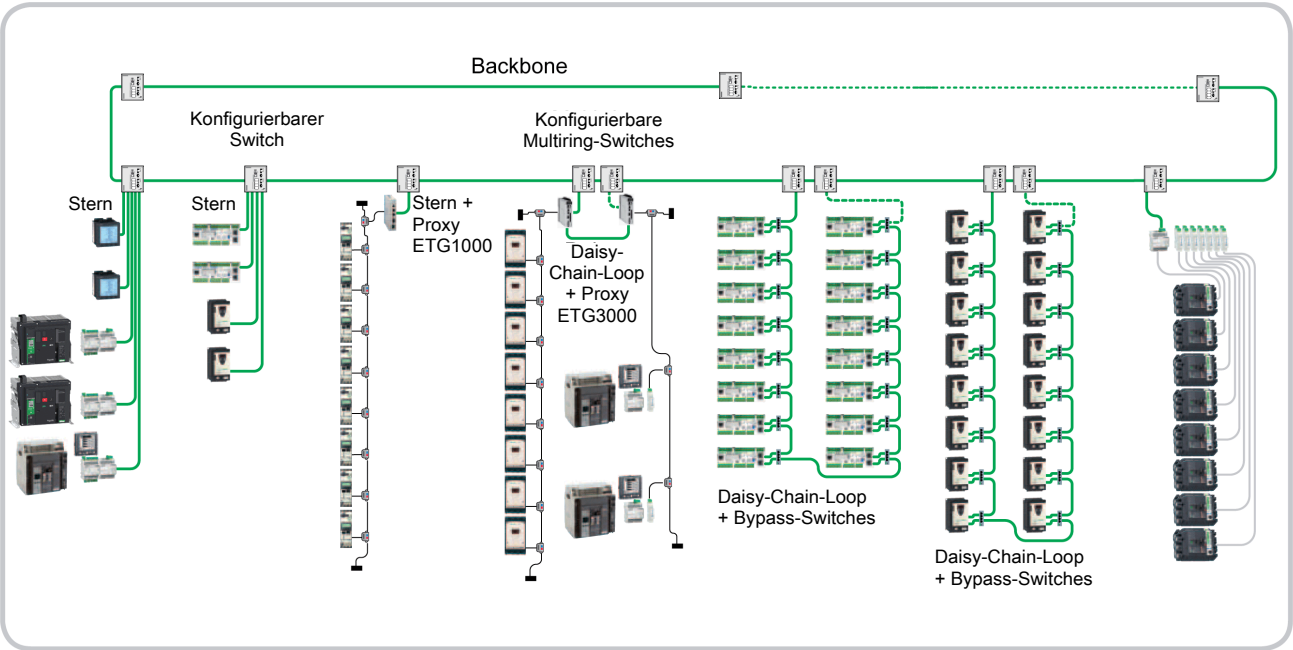 Backbone
Konfigurierbarer
Switch
Konfigurierbare
Multiring-Switches
Stern
Stern
Stern +
Proxy
ETG1000
Daisy-
Chain-Loop
+ Proxy
ETG3000
Daisy-Chain-Loop
+ Bypass-Switches
Daisy-Chain-Loop
+ Bypass-Switches